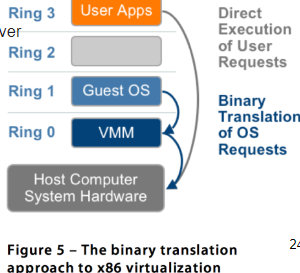 Ring 3
User Apps
ver
Ring 2
Ring 1
Guest OS
Ring 0
VMM
Host Computer
System Hardware
Direct
Execution
of User
Requests
Binary
Translation
of OS
Requests
Figure 5 – The binary translation
approach to x86 virtualization
24